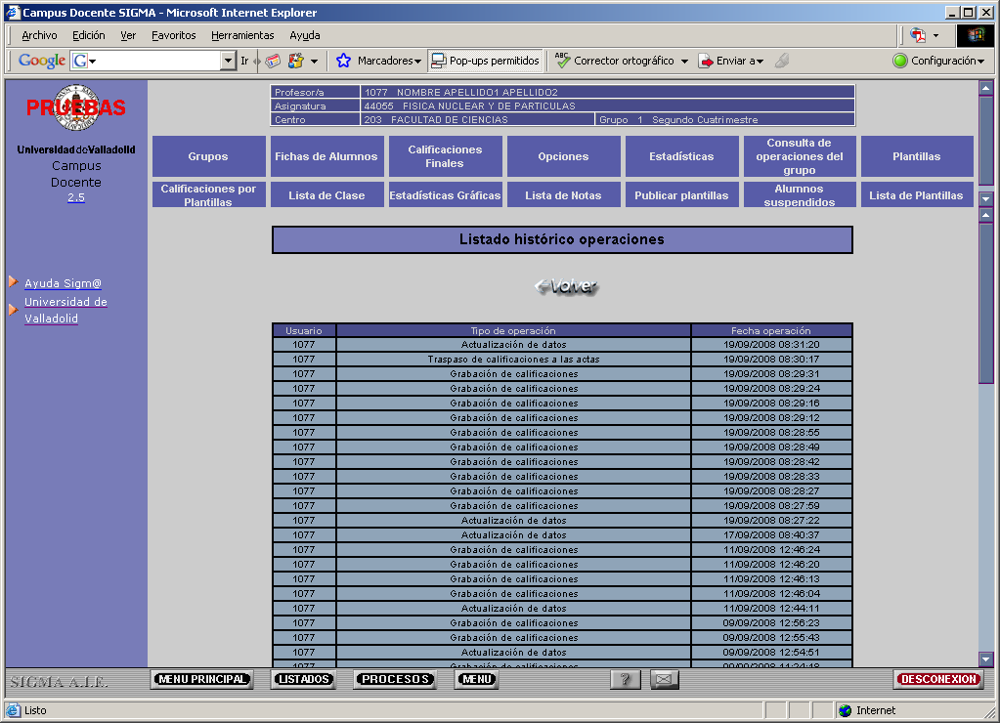 Campus Docente SIGMA - Microsoft Internet Explorer
Archivo Edición Ver Favoritos Herramientas Ayuda
Google G Ir Marcadores Pop-ups permitidos ABC Corrector ortográfico Enviar a Configuración
PRUEBAS
Universidad de Valladolid
Campus
Docente
2.5
Ayuda Sigm@
Universidad de
Valladolid
Profesor/a 1077 NOMBRE APELLIDO1 APELLIDO2
Asignatura 44055 FISICA NUCLEAR Y DE PARTICULAS
Centro 203 FACULTAD DE CIENCIAS Grupo 1 Segundo Cuatrimestre
Grupos
Fichas de Alumnos
Calificaciones
Finales
Opciones
Estadísticas
Consulta de
operaciones del
grupo
Plantillas
Calificaciones por
Plantillas
Lista de Clase
Estadísticas Gráficas
Lista de Notas
Publicar plantillas
Alumnos
suspendidos
Lista de Plantillas
Listado histórico operaciones
Volver
Usuario Tipo de operación Fecha operación
1077 Actualización de datos 19/09/2008 08:31:20
1077 Traspaso de calificaciones a las actas 19/09/2008 08:30:17
1077 Grabación de calificaciones 19/09/2008 08:29:31
1077 Grabación de calificaciones 19/09/2008 08:29:24
1077 Grabación de calificaciones 19/09/2008 08:29:16
1077 Grabación de calificaciones 19/09/2008 08:29:12
1077 Grabación de calificaciones 19/09/2008 08:28:55
1077 Grabación de calificaciones 19/09/2008 08:28:49
1077 Grabación de calificaciones 19/09/2008 08:28:42
1077 Grabación de calificaciones 19/09/2008 08:28:33
1077 Grabación de calificaciones 19/09/2008 08:28:27
1077 Grabación de calificaciones 19/09/2008 08:27:59
1077 Actualización de datos 19/09/2008 08:27:22
1077 Actualización de datos 17/09/2008 08:40:37
1077 Grabación de calificaciones 11/09/2008 12:46:24
1077 Grabación de calificaciones 11/09/2008 12:46:20
1077 Grabación de calificaciones 11/09/2008 12:46:13
1077 Grabación de calificaciones 11/09/2008 12:46:04
1077 Actualización de datos 11/09/2008 12:44:11
1077 Grabación de calificaciones 09/09/2008 12:56:23
1077 Grabación de calificaciones 09/09/2008 12:55:43
1077 Actualización de datos 09/09/2008 12:54:51
1077 Grabación de calificaciones 09/09/2008 11:24:18
SIGMA A.I.E. MENU PRINCIPAL LISTADOS PROCESOS MENU ? DESCONEXION
Listo Internet